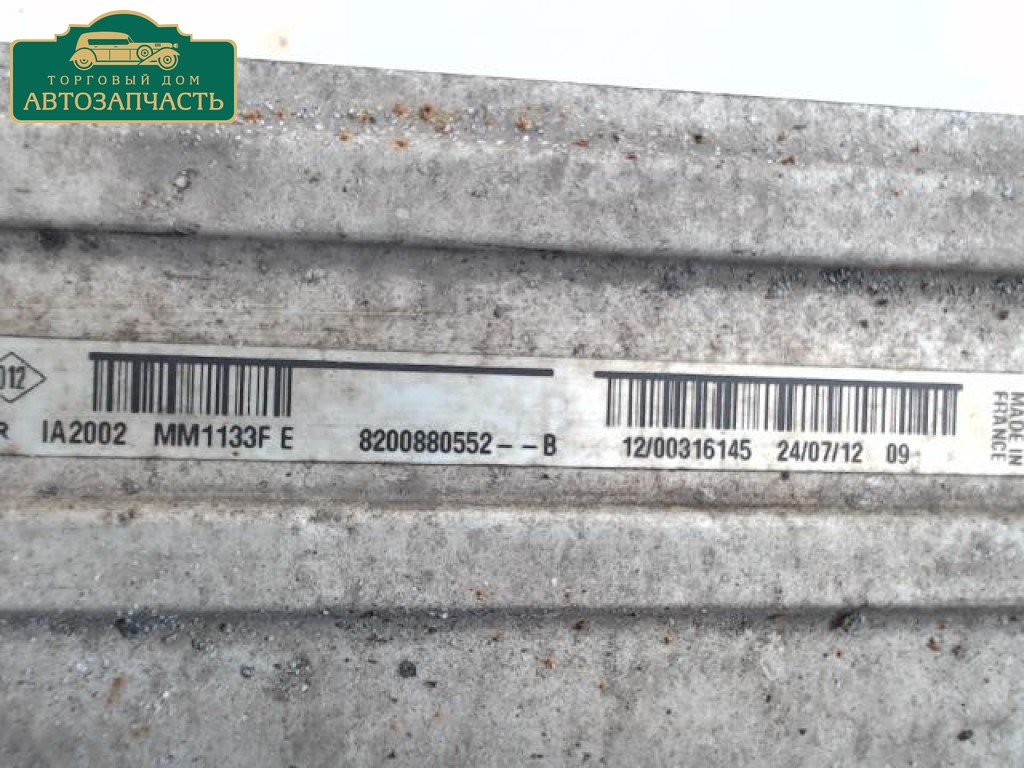 ТОРГОВЫЙ ДОМ
АВТОЗАПЧАСТЬ
IA2002 MM1133F E 8200880552--B 12/00316145 24/07/12 09
MADE IN
FRANCE